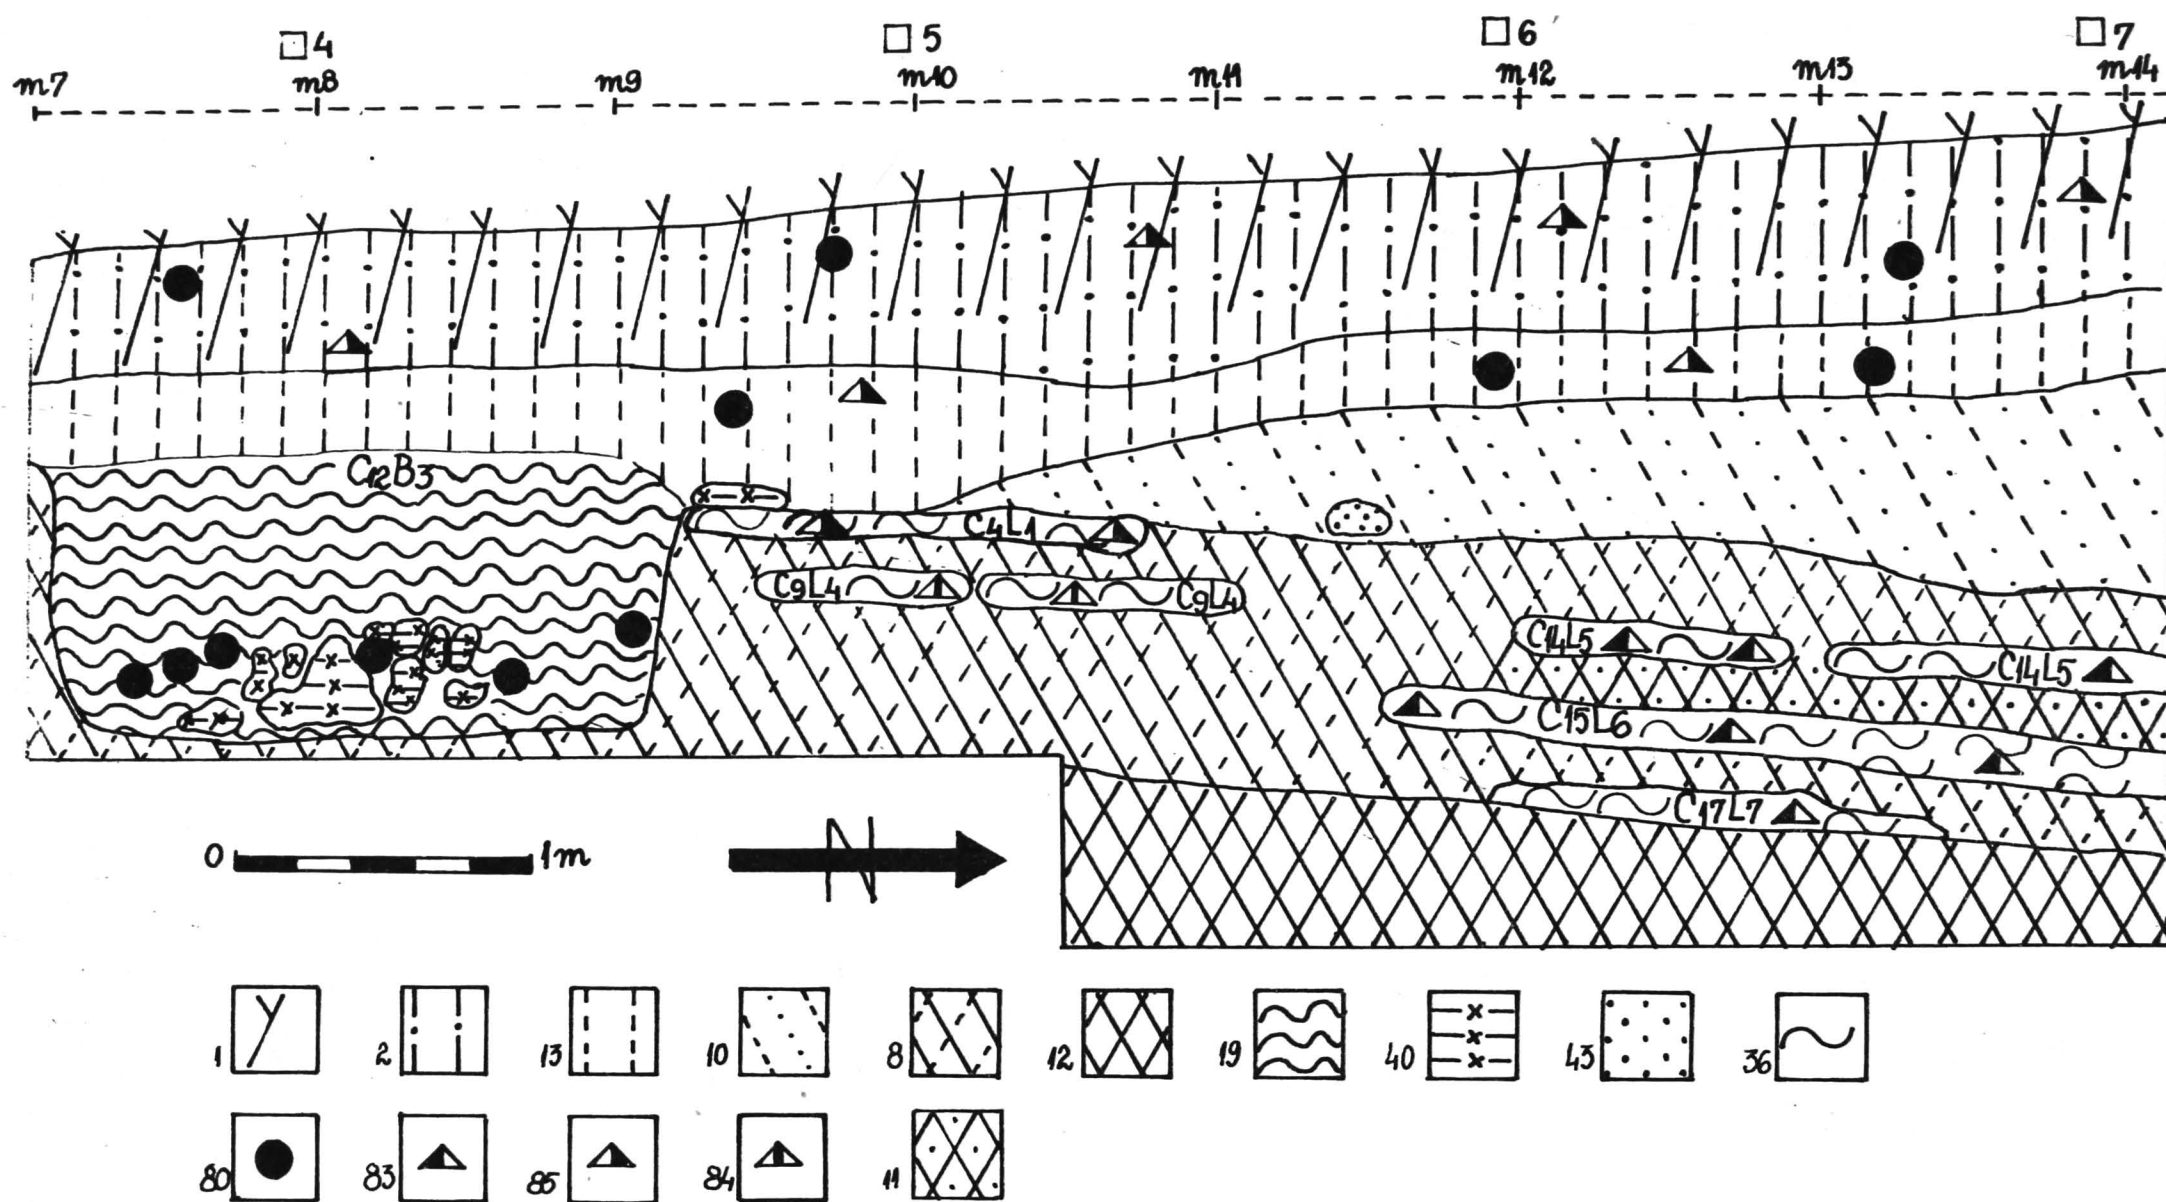 □4 □5 □6 □7
m7 m8 m9 m10 m11 m12 m13 m14
C12B3
C4L1
C9L4 C9L4
C14L5 C14L5
C15L6
C17L7
0 1m N
1 2 13 10 8 12 19 40 43 36
80 83 85 84 11